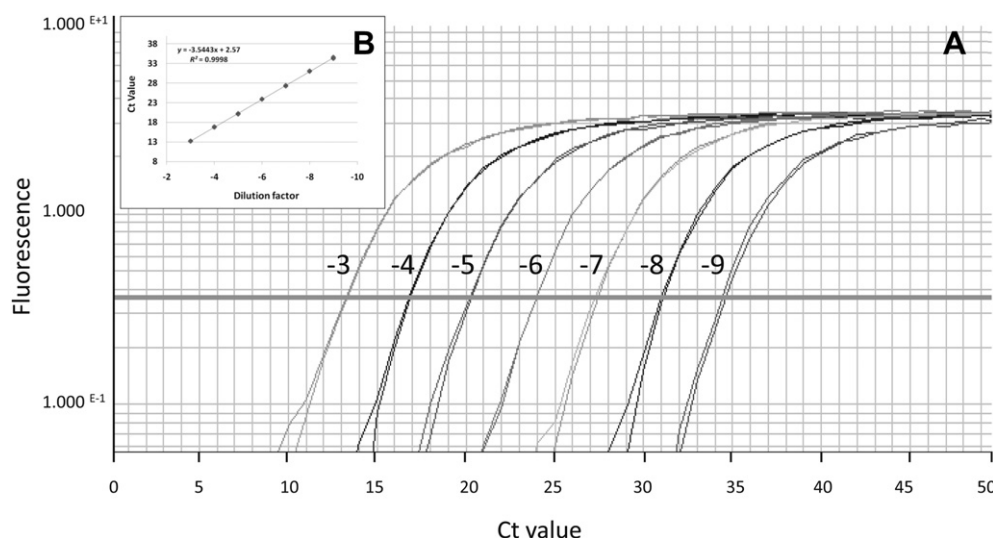 1.000 E+1
B
A
y = -3.5443x + 2.57
R² = 0.9998
Ct Value
38
33
28
23
18
13
8
-2 -4 -6 -8 -10
Dilution factor
Fluorescence
1.000
-3 -4 -5 -6 -7 -8 -9
1.000 E-1
0 5 10 15 20 25 30 35 40 45 50
Ct value